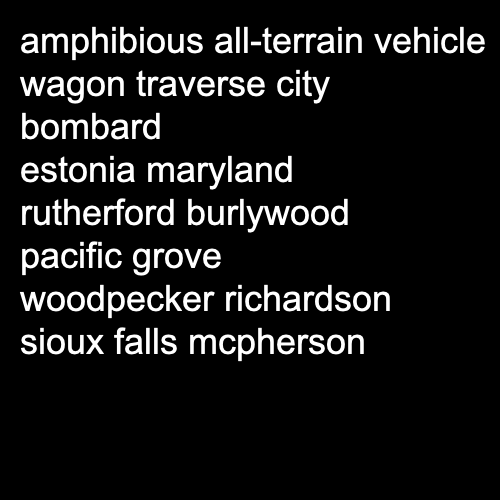 amphibious all-terrain vehicle
wagon traverse city
bombard
estonia maryland
rutherford burlywood
pacific grove
woodpecker richardson
sioux falls mcpherson